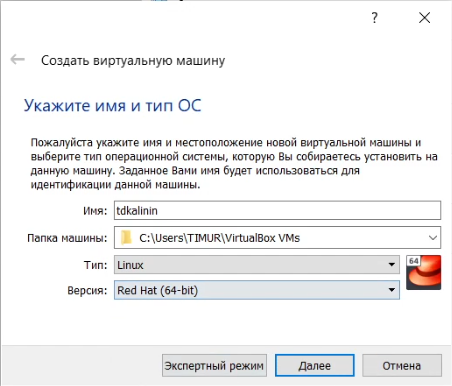 ?
Создать виртуальную машину
Укажите имя и тип ОС
Пожалуйста укажите имя и местоположение новой виртуальной машины и
выберите тип операционной системы, которую Вы собираетесь установить на
данную машину. Заданное Вами имя будет использоваться для
идентификации данной машины.
Имя: tdkalinin
Папка машины: C:\Users\TIMUR\VirtualBox VMs
Тип: Linux
64
Версия: Red Hat (64-bit)
Экспертный режим Далее Отмена